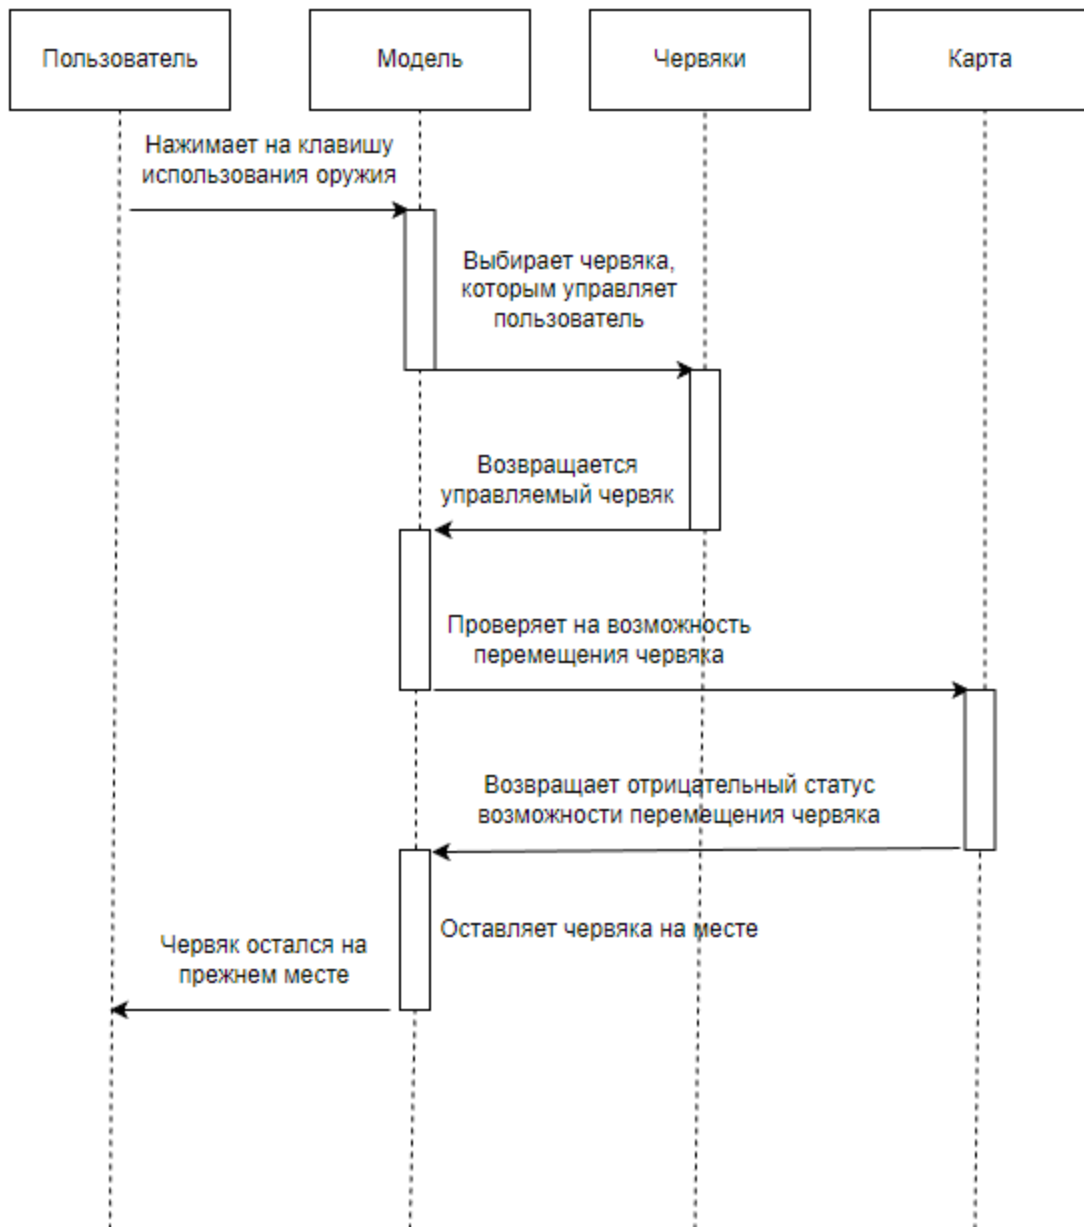 Пользователь
Модель
Червяки
Карта
Нажимает на клавишу
использования оружия
Выбирает червяка,
которым управляет
пользователь
Возвращается
управляемый червяк
Проверяет на возможность
перемещения червяка
Возвращает отрицательный статус
возможности перемещения червяка
Оставляет червяка на месте
Червяк остался на
прежнем месте